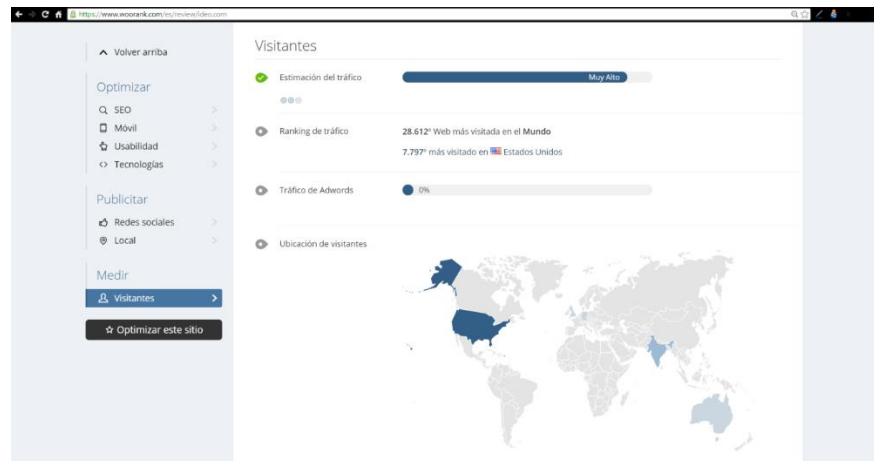 https://www.woorank.com/es/review/ideo.com
Volver arriba
Optimizar
SEO
Móvil
Usabilidad
Tecnologías
Publicitar
Redes sociales
Local
Medir
Visitantes
Optimizar este sitio
Visitantes
Estimación del tráfico
Muy Alto
Ranking de tráfico
28.612º Web más visitada en el Mundo
7.797º más visitado en Estados Unidos
Tráfico de Adwords
0%
Ubicación de visitantes